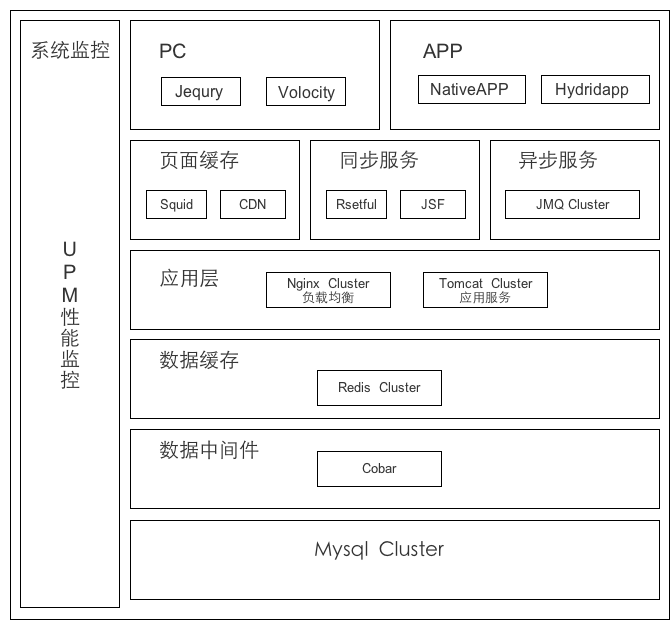 系统监控
U
P
M
性
能
监
控
PC
Jequry
Volocity
APP
NativeAPP
Hydridapp
页面缓存
Squid
CDN
同步服务
Rsetful
JSF
异步服务
JMQ Cluster
应用层
Nginx Cluster
负载均衡
Tomcat Cluster
应用服务
数据缓存
Redis Cluster
数据中间件
Cobar
Mysql Cluster